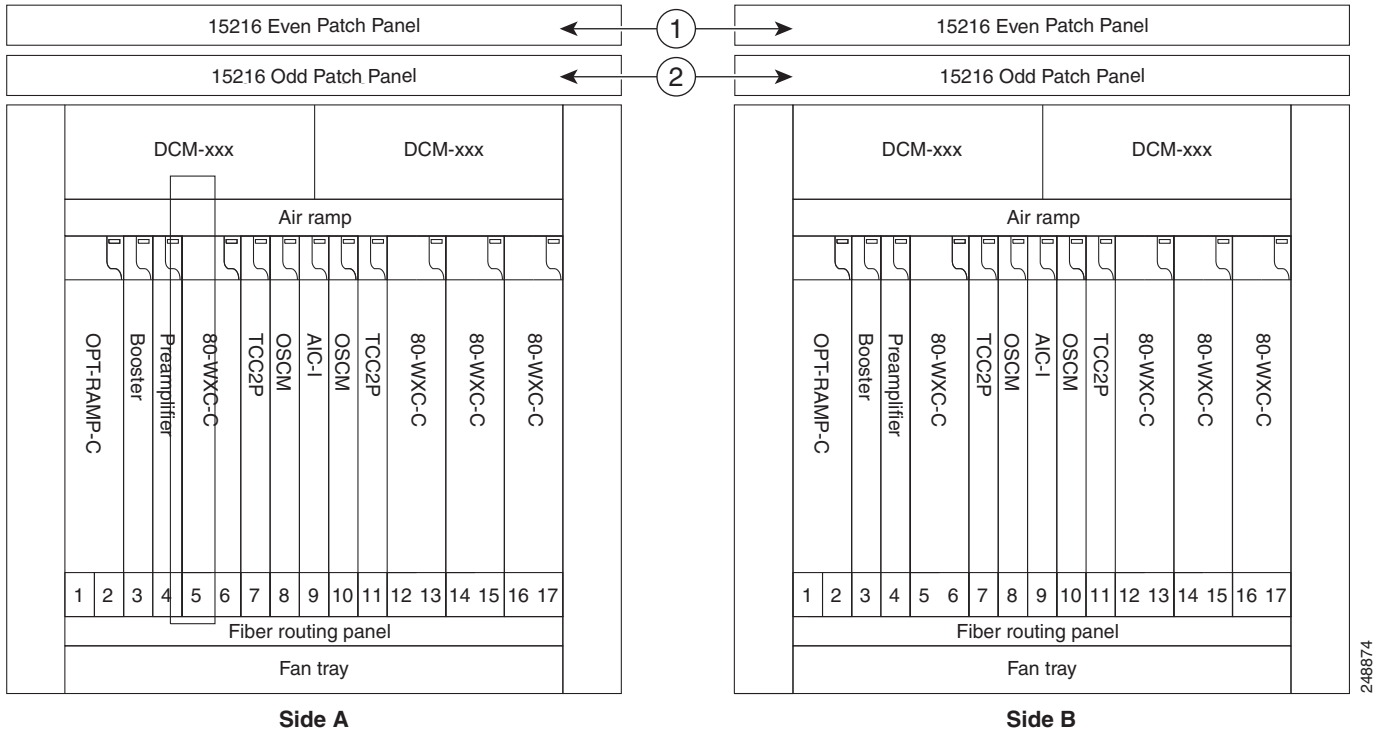 15216 Even Patch Panel
1
15216 Even Patch Panel
15216 Odd Patch Panel
2
15216 Odd Patch Panel
DCM-xxx
DCM-xxx
Air ramp
OPT-RAMP-C
Booster
Preamplifier
80-WXC-C
TCC2P
OSCM
AIC-I
OSCM
TCC2P
80-WXC-C
80-WXC-C
80-WXC-C
1 2 3 4 5 6 7 8 9 10 11 12 13 14 15 16 17
Fiber routing panel
Fan tray
Side A
DCM-xxx
DCM-xxx
Air ramp
OPT-RAMP-C
Booster
Preamplifier
80-WXC-C
TCC2P
OSCM
AIC-I
OSCM
TCC2P
80-WXC-C
80-WXC-C
80-WXC-C
1 2 3 4 5 6 7 8 9 10 11 12 13 14 15 16 17
Fiber routing panel
Fan tray
Side B
248874